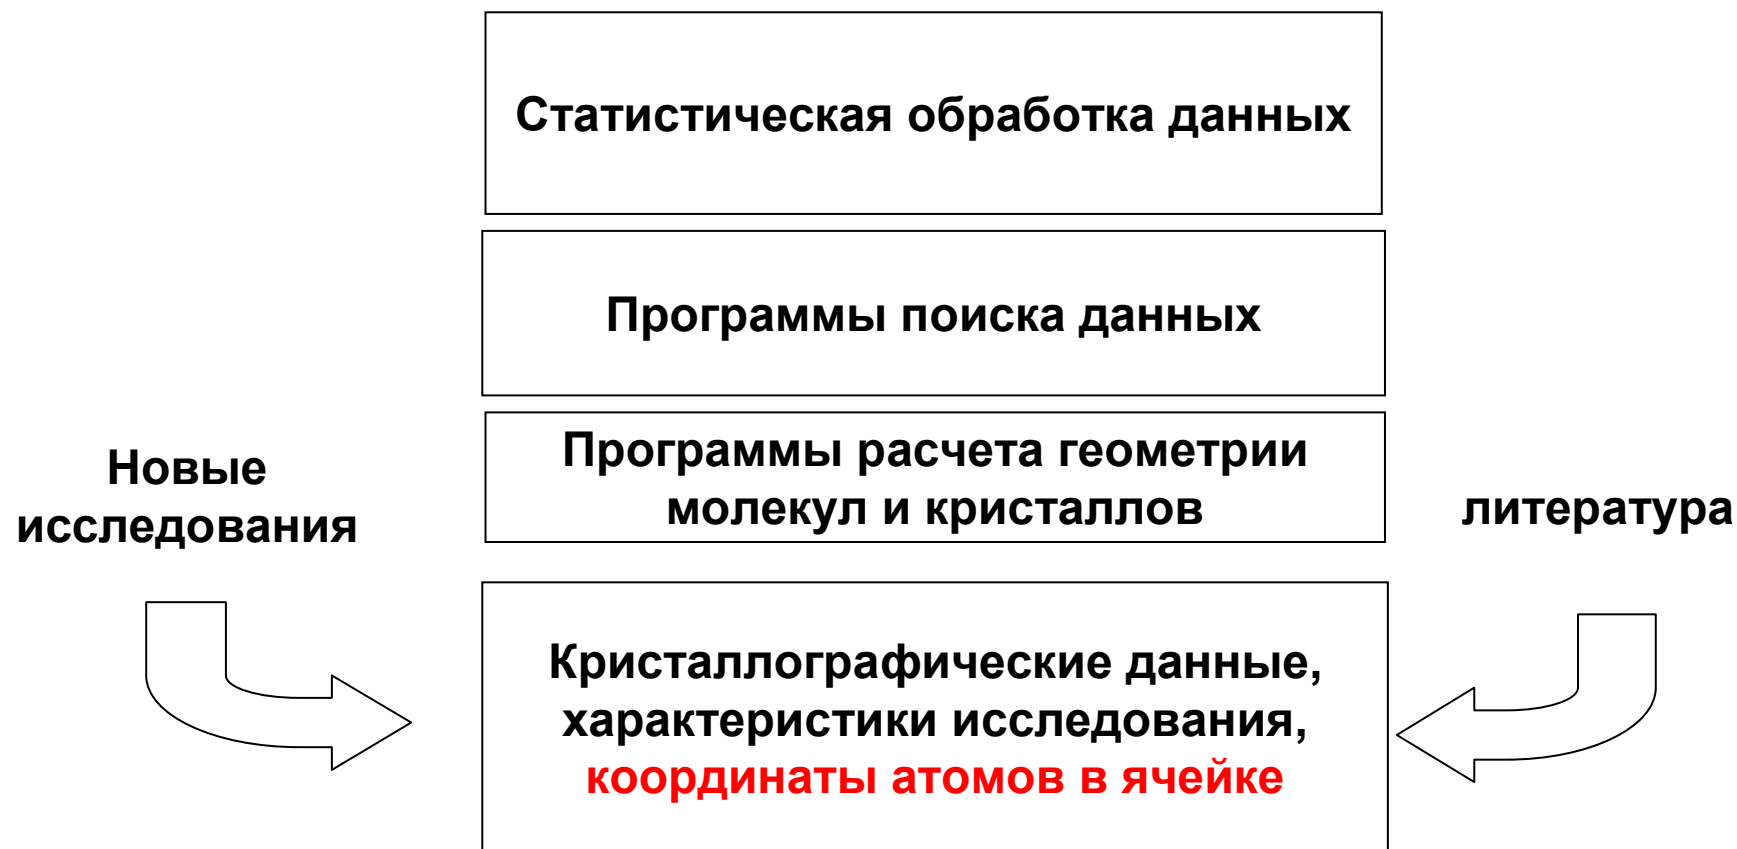 Статистическая обработка данных
Программы поиска данных
Программы расчета геометрии
молекул и кристаллов
Новые
исследования
литература
Кристаллографические данные,
характеристики исследования,
координаты атомов в ячейке